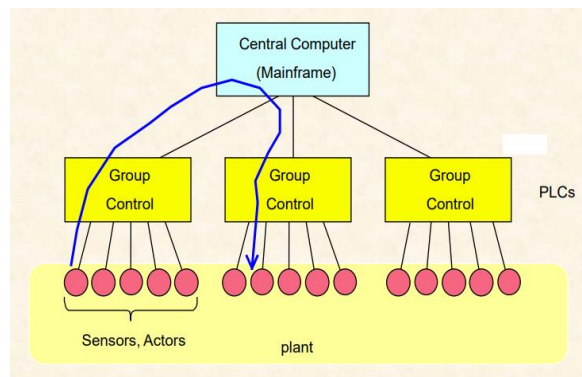 Central Computer
(Mainframe)
Group
Control
Group
Control
Group
Control
PLCs
Sensors, Actors
plant